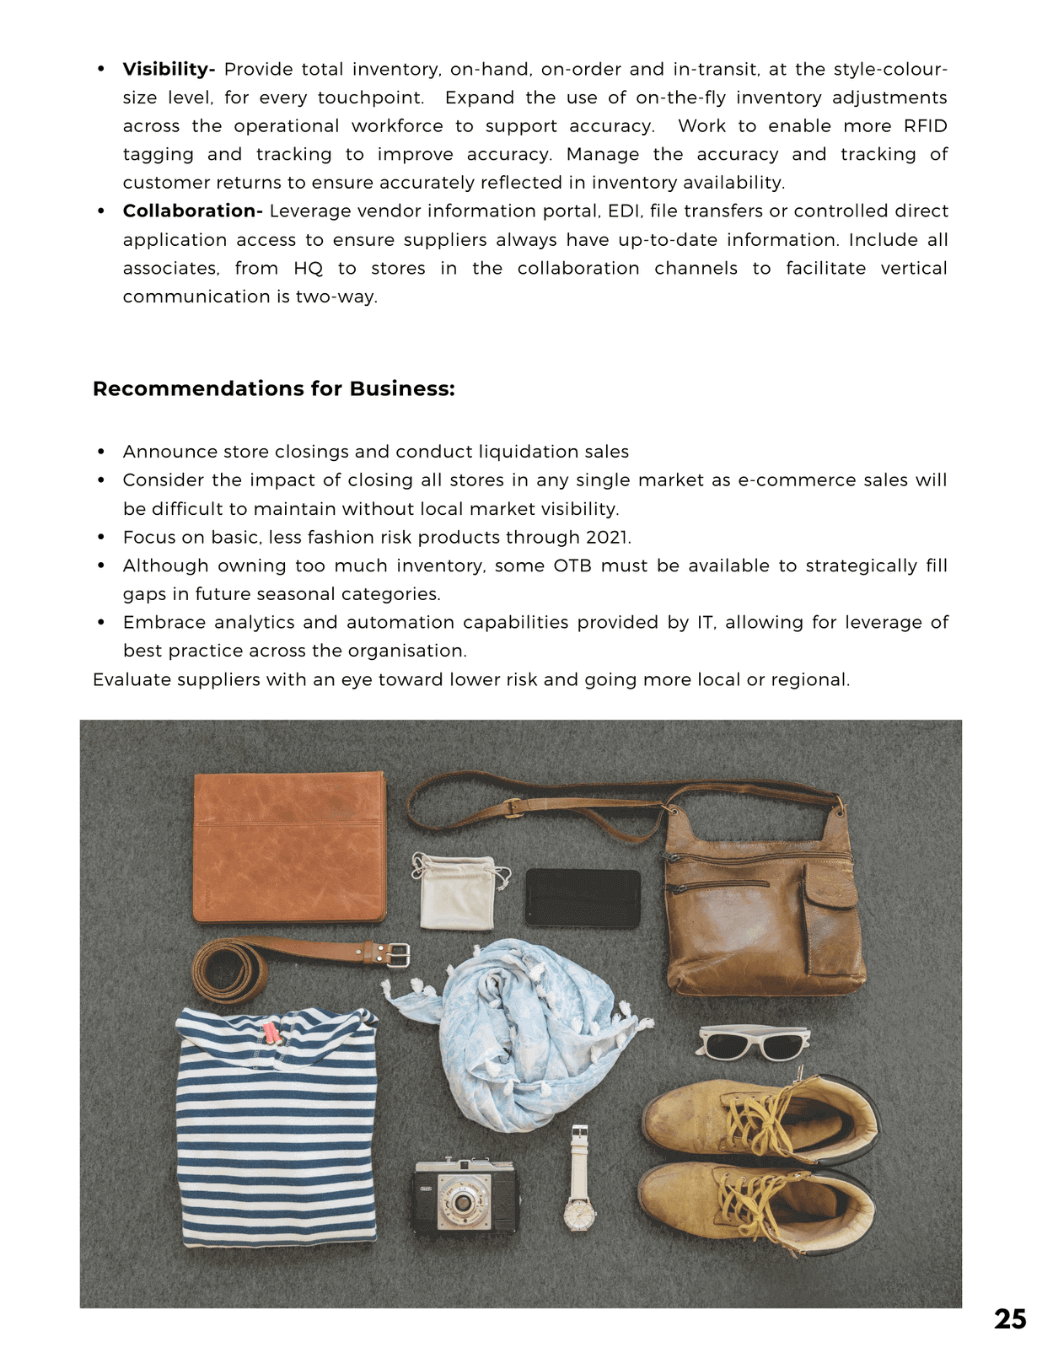 • Visibility- Provide total inventory, on-hand, on-order and in-transit, at the style-colour-
size level, for every touchpoint. Expand the use of on-the-fly inventory adjustments
across the operational workforce to support accuracy. Work to enable more RFID
tagging and tracking to improve accuracy. Manage the accuracy and tracking of
customer returns to ensure accurately reflected in inventory availability.
• Collaboration- Leverage vendor information portal, EDI, file transfers or controlled direct
application access to ensure suppliers always have up-to-date information. Include all
associates, from HQ to stores in the collaboration channels to facilitate vertical
communication is two-way.
Recommendations for Business:
• Announce store closings and conduct liquidation sales
• Consider the impact of closing all stores in any single market as e-commerce sales will
be difficult to maintain without local market visibility.
• Focus on basic, less fashion risk products through 2021.
• Although owning too much inventory, some OTB must be available to strategically fill
gaps in future seasonal categories.
• Embrace analytics and automation capabilities provided by IT, allowing for leverage of
best practice across the organisation.
Evaluate suppliers with an eye toward lower risk and going more local or regional.
25